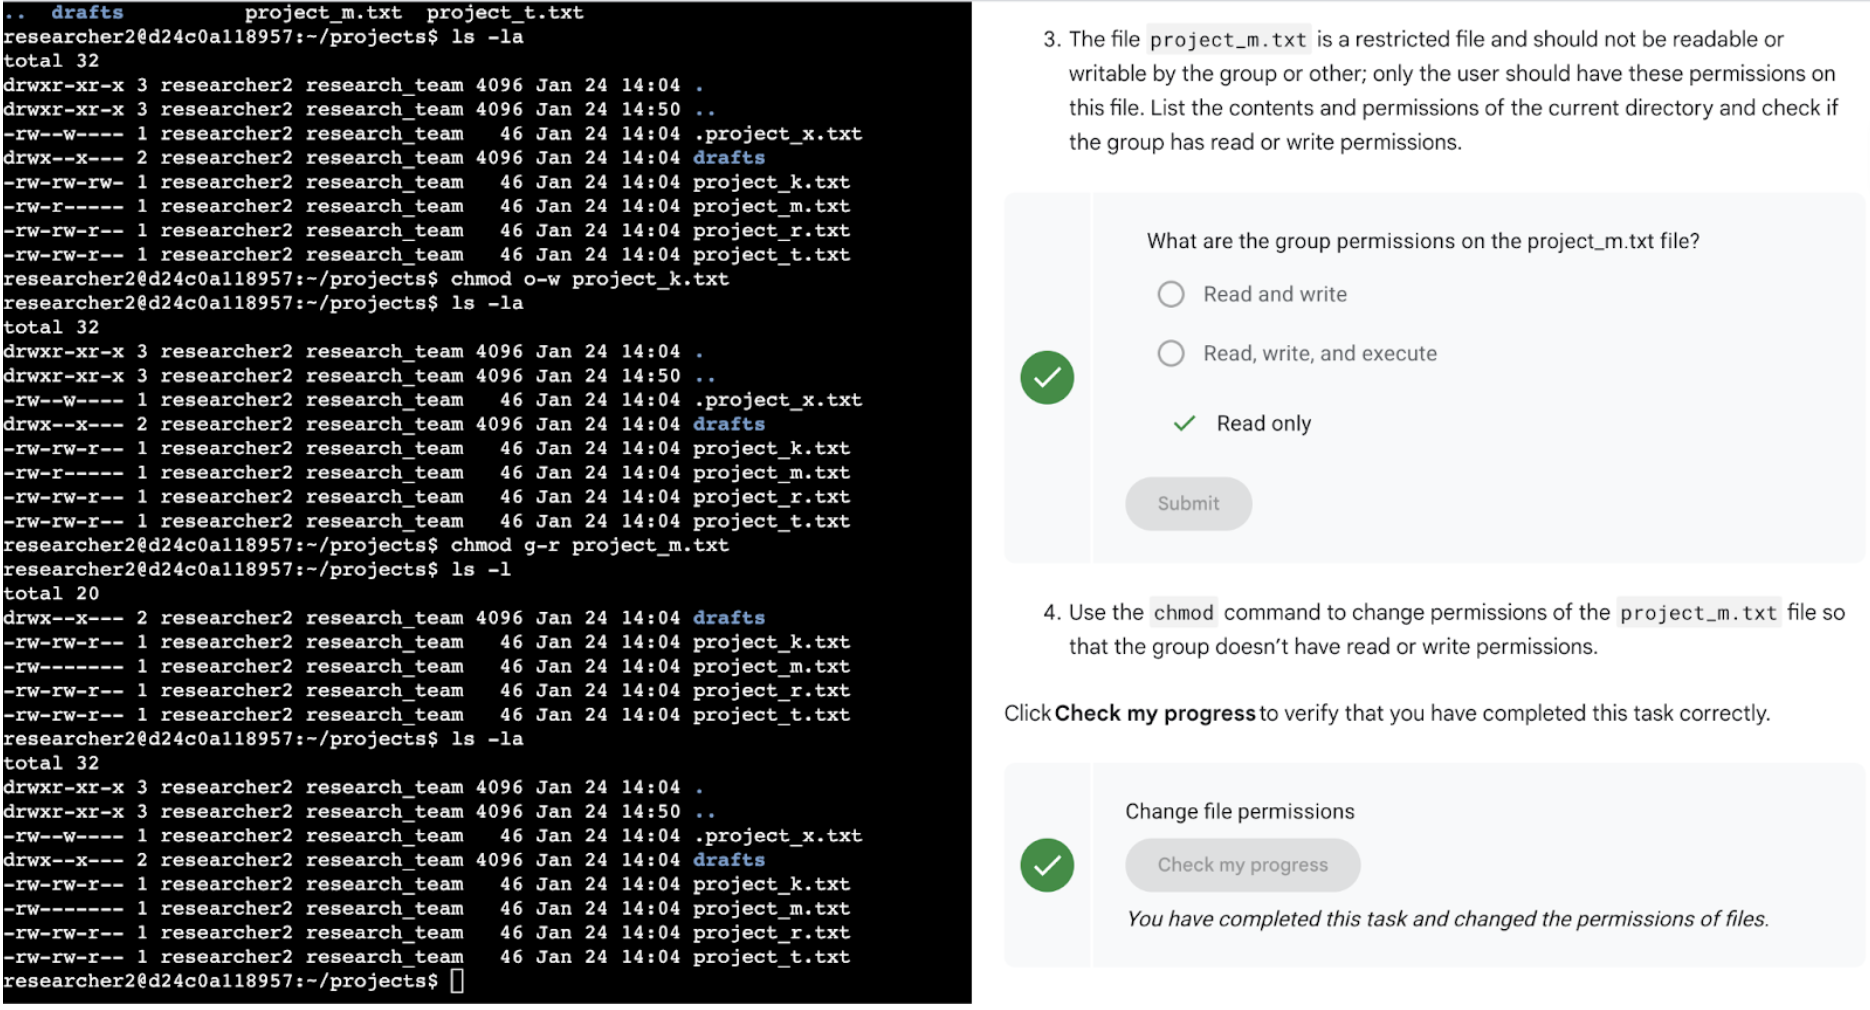 .. drafts          project_m.txt  project_t.txt
researcher2@d24c0a118957:~/projects$ ls -la
total 32
drwxr-xr-x 3 researcher2 research_team 4096 Jan 24 14:04 .
drwxr-xr-x 3 researcher2 research_team 4096 Jan 24 14:50 ..
-rw--w---- 1 researcher2 research_team   46 Jan 24 14:04 .project_x.txt
drwx--x--- 2 researcher2 research_team 4096 Jan 24 14:04 drafts
-rw-rw-rw- 1 researcher2 research_team   46 Jan 24 14:04 project_k.txt
-rw-r----- 1 researcher2 research_team   46 Jan 24 14:04 project_m.txt
-rw-rw-r-- 1 researcher2 research_team   46 Jan 24 14:04 project_r.txt
-rw-rw-r-- 1 researcher2 research_team   46 Jan 24 14:04 project_t.txt
researcher2@d24c0a118957:~/projects$ chmod o-w project_k.txt
researcher2@d24c0a118957:~/projects$ ls -la
total 32
drwxr-xr-x 3 researcher2 research_team 4096 Jan 24 14:04 .
drwxr-xr-x 3 researcher2 research_team 4096 Jan 24 14:50 ..
-rw--w---- 1 researcher2 research_team   46 Jan 24 14:04 .project_x.txt
drwx--x--- 2 researcher2 research_team 4096 Jan 24 14:04 drafts
-rw-rw-r-- 1 researcher2 research_team   46 Jan 24 14:04 project_k.txt
-rw-r----- 1 researcher2 research_team   46 Jan 24 14:04 project_m.txt
-rw-rw-r-- 1 researcher2 research_team   46 Jan 24 14:04 project_r.txt
-rw-rw-r-- 1 researcher2 research_team   46 Jan 24 14:04 project_t.txt
researcher2@d24c0a118957:~/projects$ chmod g-r project_m.txt
researcher2@d24c0a118957:~/projects$ ls -l
total 20
drwx--x--- 2 researcher2 research_team 4096 Jan 24 14:04 drafts
-rw-rw-r-- 1 researcher2 research_team   46 Jan 24 14:04 project_k.txt
-rw------- 1 researcher2 research_team   46 Jan 24 14:04 project_m.txt
-rw-rw-r-- 1 researcher2 research_team   46 Jan 24 14:04 project_r.txt
-rw-rw-r-- 1 researcher2 research_team   46 Jan 24 14:04 project_t.txt
researcher2@d24c0a118957:~/projects$ ls -la
total 32
drwxr-xr-x 3 researcher2 research_team 4096 Jan 24 14:04 .
drwxr-xr-x 3 researcher2 research_team 4096 Jan 24 14:50 ..
-rw--w---- 1 researcher2 research_team   46 Jan 24 14:04 .project_x.txt
drwx--x--- 2 researcher2 research_team 4096 Jan 24 14:04 drafts
-rw-rw-r-- 1 researcher2 research_team   46 Jan 24 14:04 project_k.txt
-rw------- 1 researcher2 research_team   46 Jan 24 14:04 project_m.txt
-rw-rw-r-- 1 researcher2 research_team   46 Jan 24 14:04 project_r.txt
-rw-rw-r-- 1 researcher2 research_team   46 Jan 24 14:04 project_t.txt
researcher2@d24c0a118957:~/projects$
3. The file project_m.txt is a restricted file and should not be readable or
writable by the group or other; only the user should have these permissions on
this file. List the contents and permissions of the current directory and check if
the group has read or write permissions.
What are the group permissions on the project_m.txt file?
Read and write
Read, write, and execute
Read only
Submit
4. Use the chmod command to change permissions of the project_m.txt file so
that the group doesn't have read or write permissions.
Click Check my progress to verify that you have completed this task correctly.
Change file permissions
Check my progress
You have completed this task and changed the permissions of files.